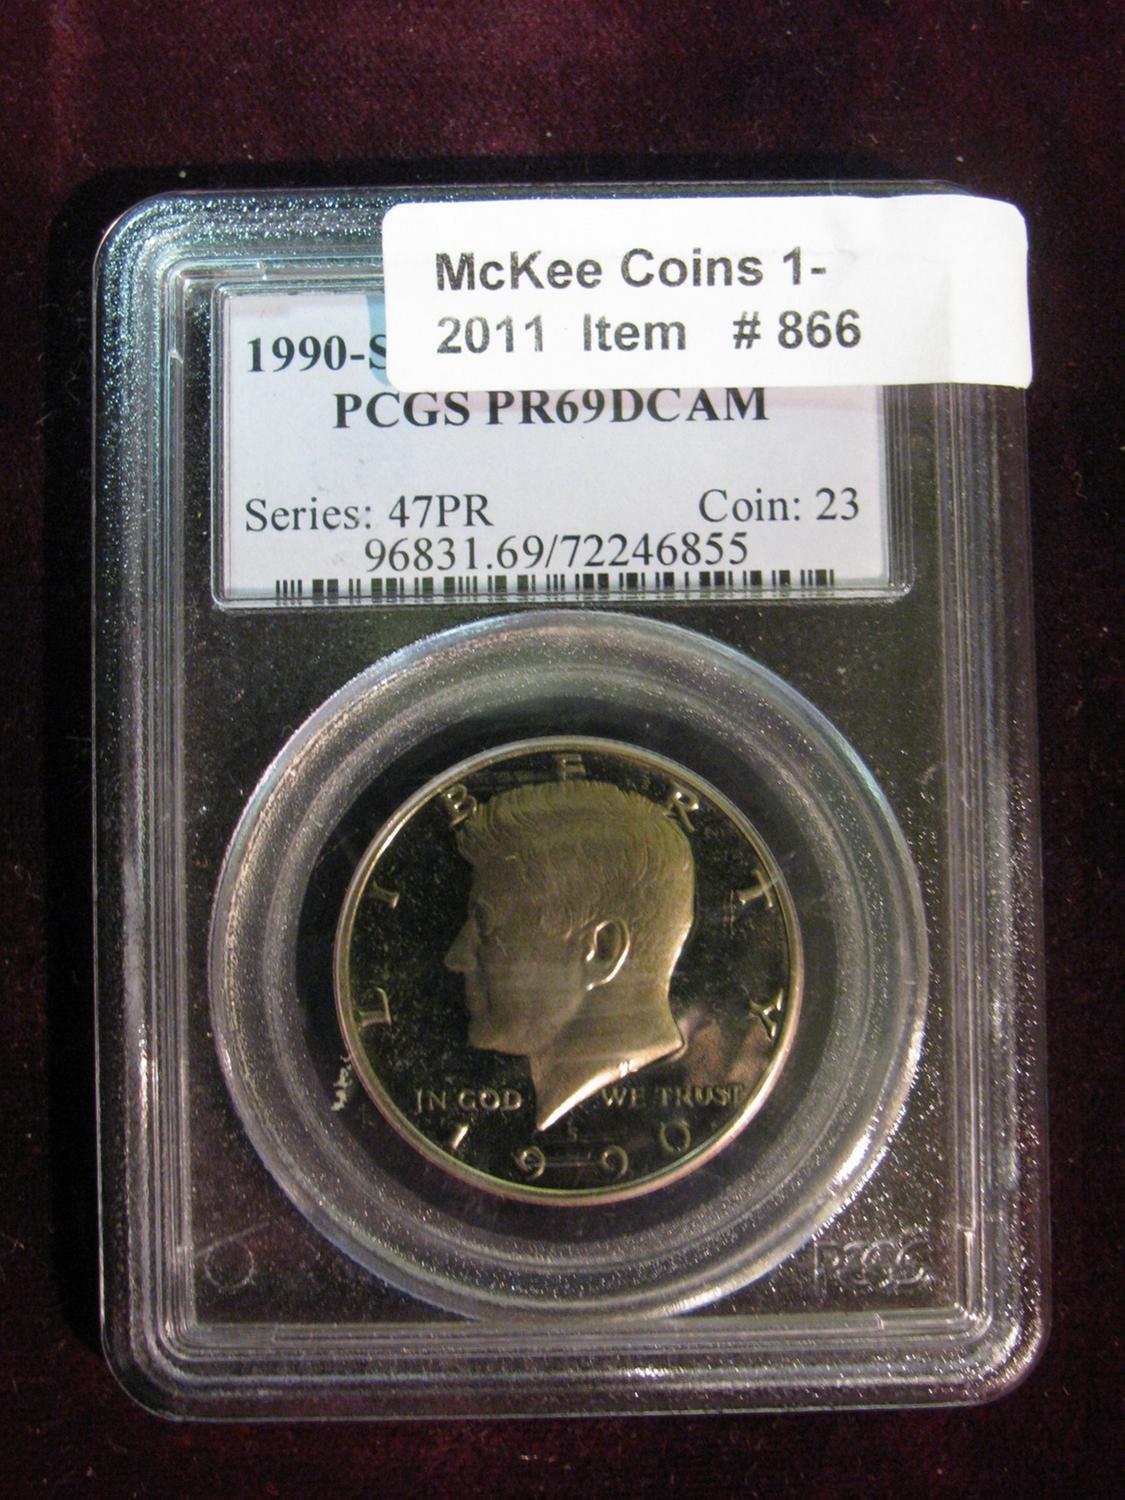 McKee Coins 1-
2011 Item # 866
1990-S
PCGS PR69DCAM
Series: 47PR Coin: 23
96831.69/72246855
LIBERTY
IN GOD WE TRUST
S
1990
PCGS